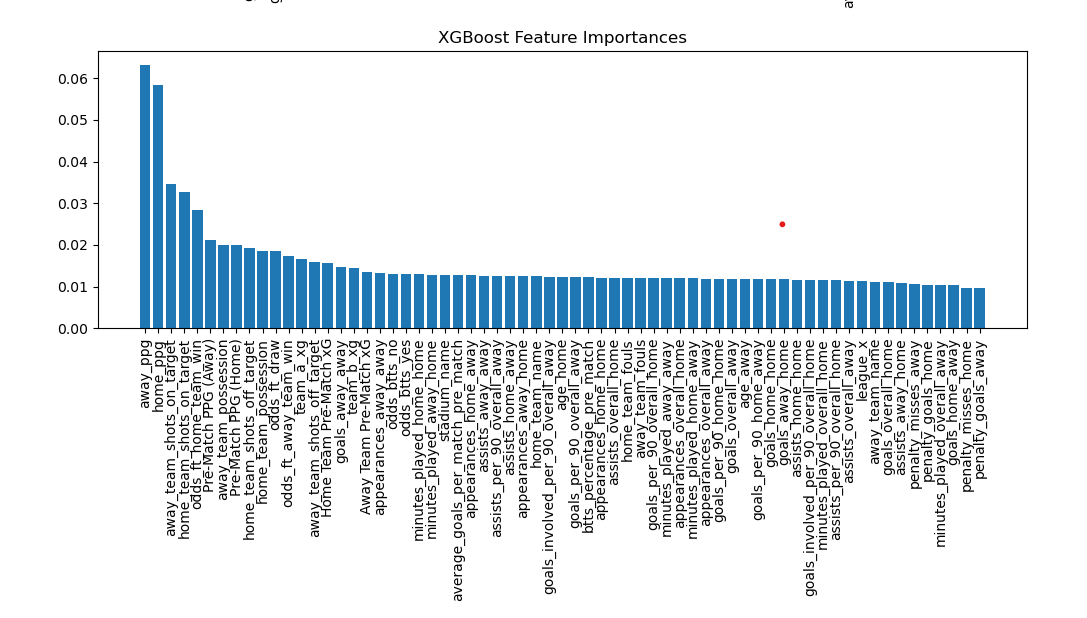 XGBoost Feature Importances
0.06
0.05
0.04
0.03
0.02
0.01
0.00
away_ppg
home_ppg
away_team_shots_on_target
home_team_shots_on_target
odds_ft_home_team_win
Pre-Match PPG (Away)
away_team_possession
Pre-Match PPG (Home)
home_team_shots_off_target
home_team_possession
odds_ft_draw
odds_ft_away_team_win
team_a_xg
away_team_shots_off_target
Home Team Pre-Match xG
goals_away_away
team_b_xg
Away Team Pre-Match xG
appearances_away_away
odds_btts_no
odds_btts_yes
minutes_played_home_home
minutes_played_away_home
stadium_name
average_goals_per_match_pre_match
appearances_home_away
assists_away_away
assists_per_90_overall_away
assists_home_away
appearances_away_home
home_team_name
goals_involved_per_90_overall_away
age_home
goals_per_90_overall_away
btts_percentage_pre_match
appearances_home_home
assists_overall_home
home_team_fouls
away_team_fouls
goals_per_90_overall_home
minutes_played_away_away
appearances_overall_home
minutes_played_home_away
appearances_overall_away
goals_per_90_home_home
goals_overall_away
age_away
goals_per_90_home_away
goals_home_home
goals_away_home
assists_home_home
goals_involved_per_90_overall_home
minutes_played_overall_home
assists_per_90_overall_home
assists_overall_away
league_x
away_team_name
goals_overall_home
assists_away_home
penalty_misses_away
penalty_goals_home
minutes_played_overall_away
goals_home_away
penalty_misses_home
penalty_goals_away